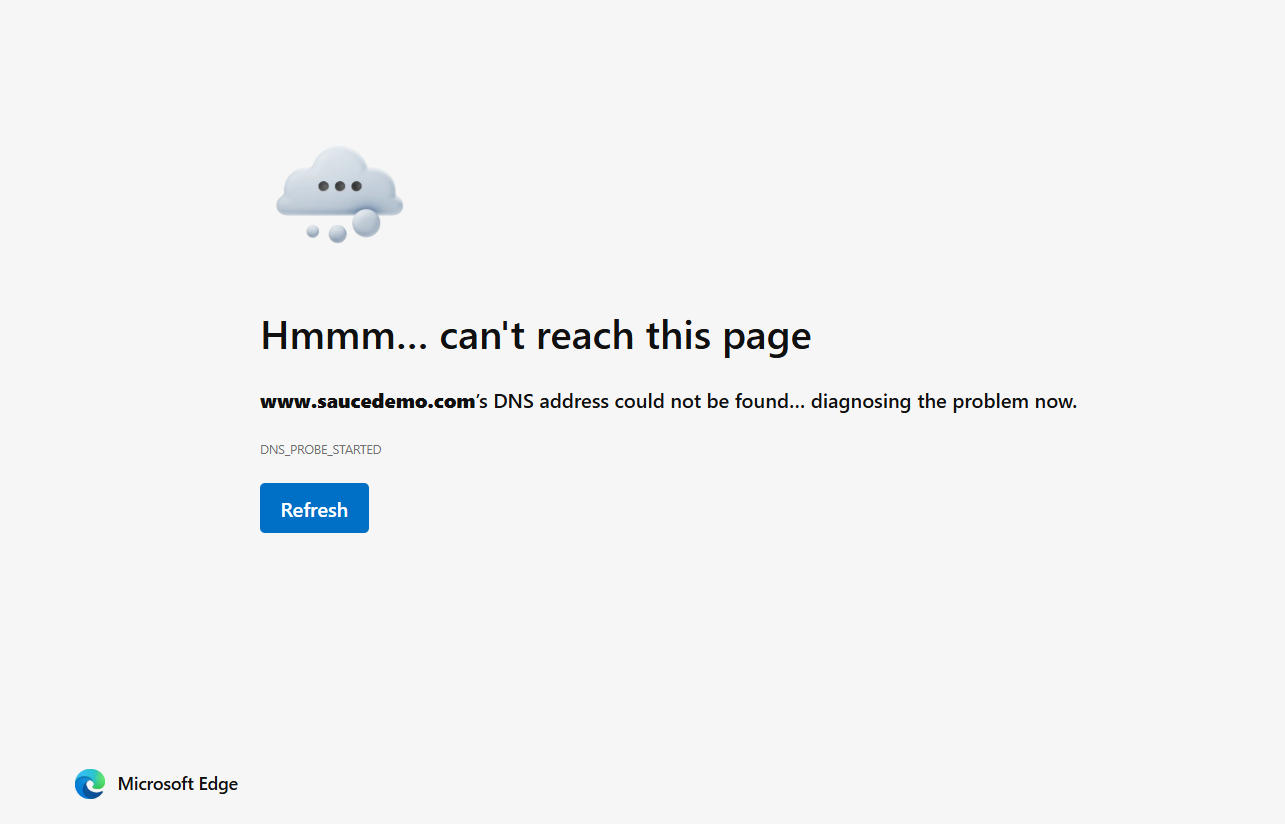 Hmmm... can't reach this page
www.saucedemo.com's DNS address could not be found... diagnosing the problem now.
DNS_PROBE_STARTED
Refresh
Microsoft Edge